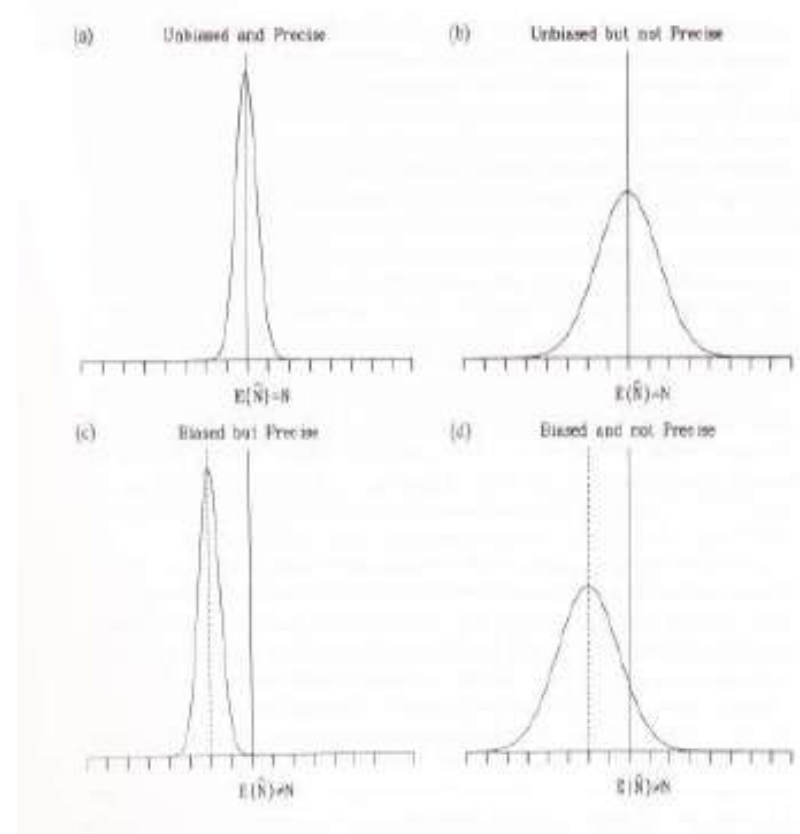 (a) Unbiased and Precise
(b) Unbiased but not Precise
E(N̂)=N
E(N̂)=N
(c) Biased but Precise
(d) Biased and not Precise
E(N̂)≠N
E(N̂)≠N